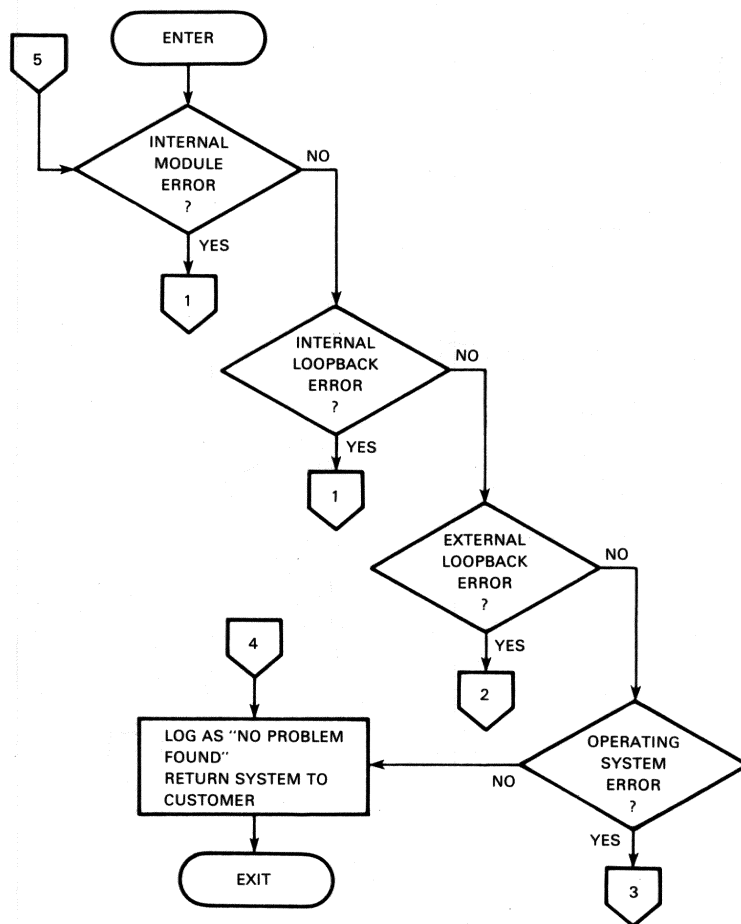 ENTER
5
INTERNAL
MODULE
ERROR
?
NO
YES
1
INTERNAL
LOOPBACK
ERROR
?
NO
YES
1
EXTERNAL
LOOPBACK
ERROR
?
NO
YES
2
4
LOG AS "NO PROBLEM
FOUND"
RETURN SYSTEM TO
CUSTOMER
OPERATING
SYSTEM
ERROR
?
NO
YES
EXIT
3